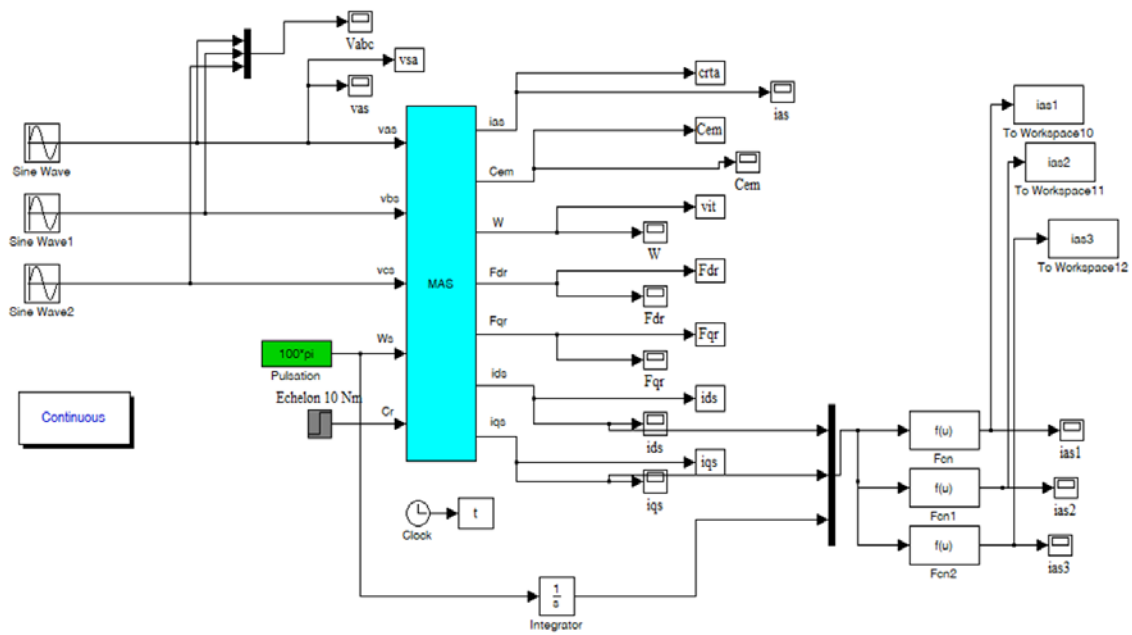 Vabc
vsa
vas
Sine Wave
Sine Wave1
Sine Wave2
100*pi
Pulsation
Echelon 10 Nm
Continuous
vas
vbs
vcs
Ws
Cr
MAS
ias
Cem
W
Fdr
Fqr
ids
iqs
crta
ias
Cem
Cem
vit
W
Fdr
Fdr
Fqr
Fqr
ids
ids
iqs
iqs
Clock
t
1
s
Integrator
f(u)
Fcn
f(u)
Fcn1
f(u)
Fcn2
ias1
To Workspace10
ias2
To Workspace11
ias3
To Workspace12
ias1
ias2
ias3